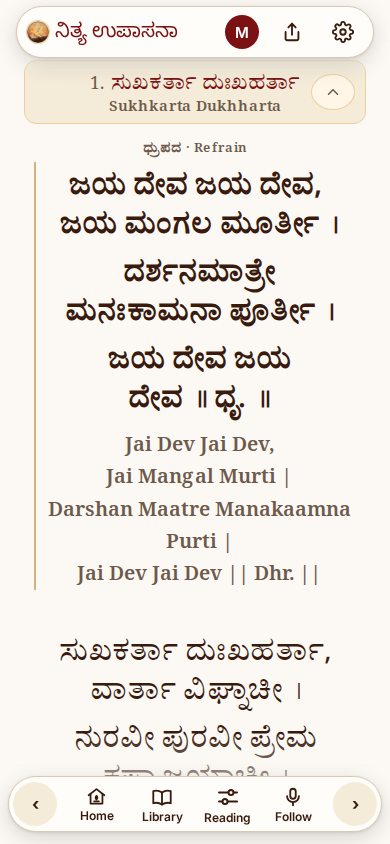 ನಿತ್ಯ ಉಪಾಸನಾ
M
1. ಸುಖಕರ್ತಾ ದುಃಖಹರ್ತಾ
Sukhkarta Dukhharta
ಧ್ರುಪದ · Refrain
ಜಯ ದೇವ ಜಯ ದೇವ,
ಜಯ ಮಂಗಲ ಮೂರ್ತೀ ।
ದರ್ಶನಮಾತ್ರೇ
ಮನಃಕಾಮನಾ ಪೂರ್ತೀ ।
ಜಯ ದೇವ ಜಯ
ದೇವ ॥ ಧೃ. ॥
Jai Dev Jai Dev,
Jai Mangal Murti |
Darshan Maatre Manakaamna
Purti |
Jai Dev Jai Dev || Dhr. ||
ಸುಖಕರ್ತಾ ದುಃಖಹರ್ತಾ,
ವಾರ್ತಾ ವಿಘ್ನಾಚೀ ।
ನುರವೀ ಪುರವೀ ಪ್ರೇಮ
‹
Home
Library
Reading
Follow
›